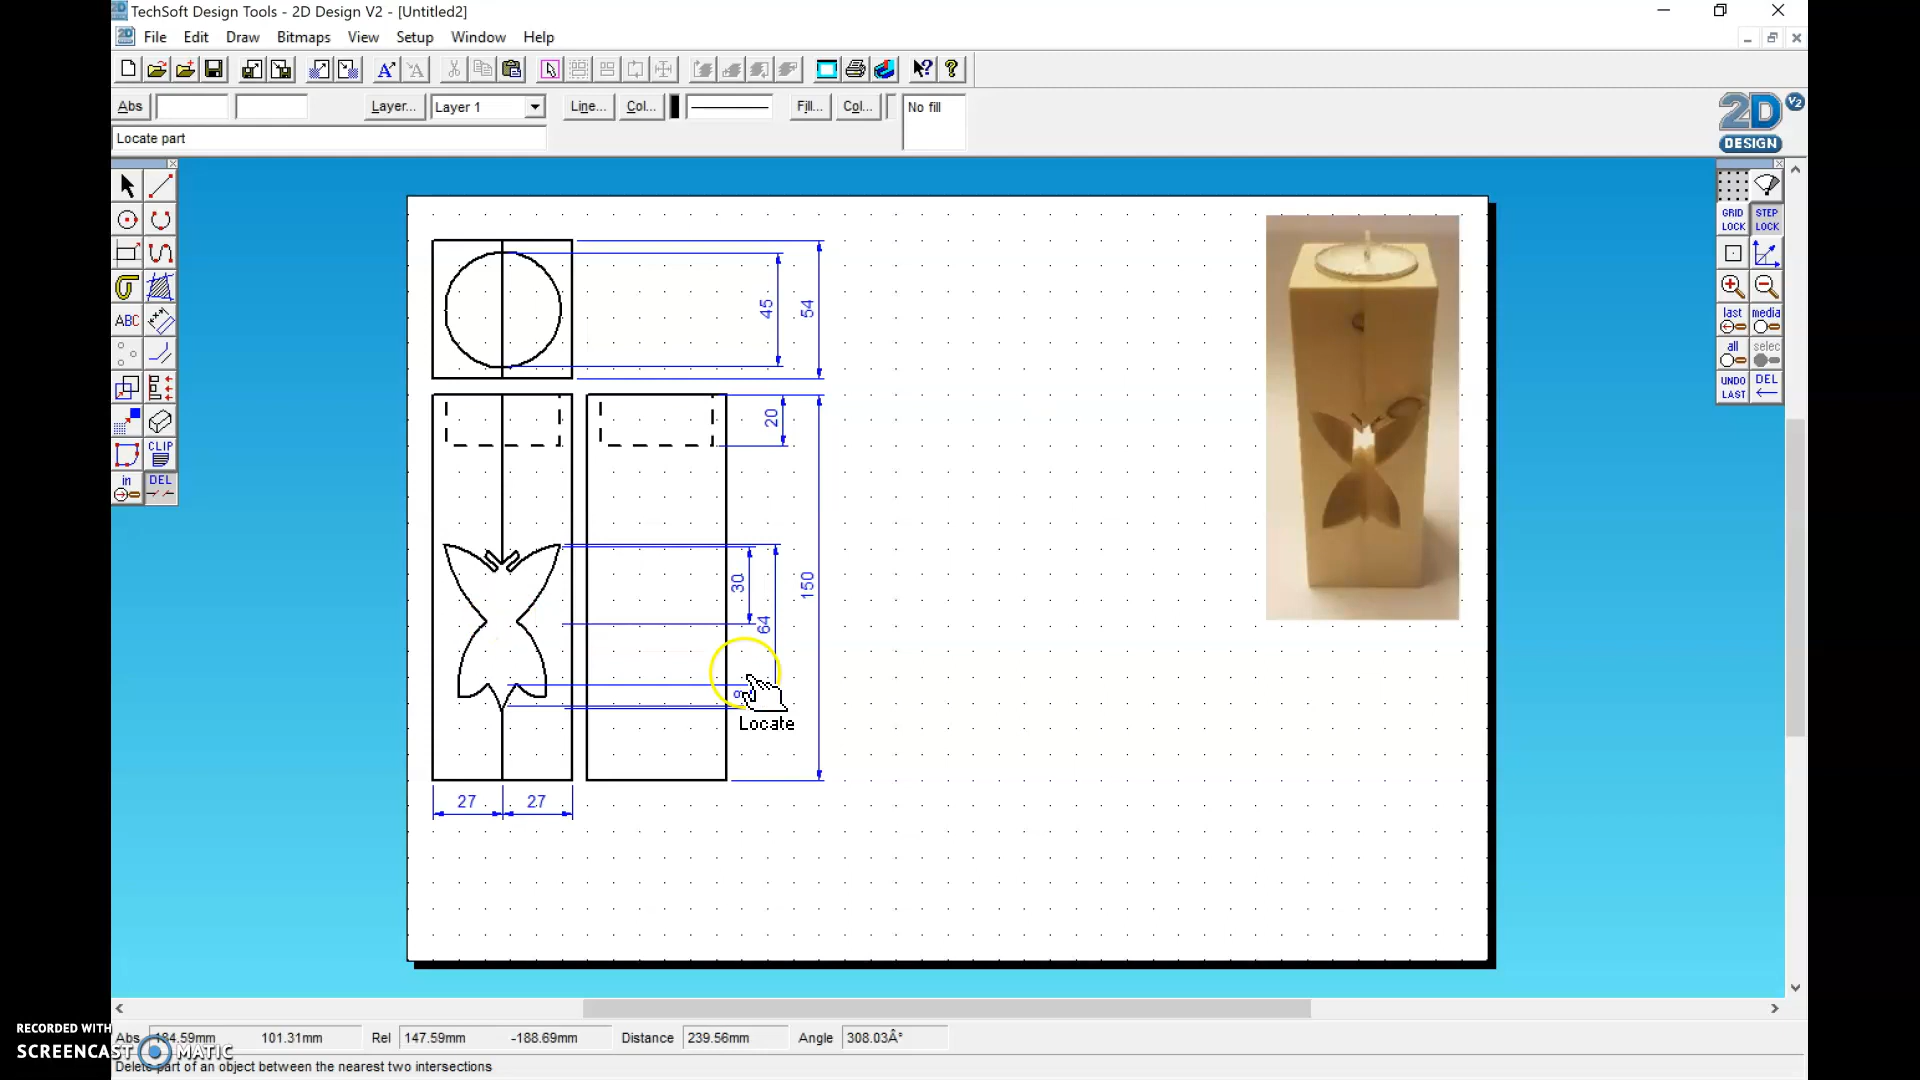 TechSoft Design Tools - 2D Design V2 - [Untitled2]
File Edit Draw Bitmaps View Setup Window Help
Abs Layer... Layer 1 Line... Col... Fill... Col... No fill
Locate part
2D V2
DESIGN
ABC
CLIP
in DEL
GRID LOCK STEP LOCK
last media
all selec
UNDO LAST DEL
45
54
20
30
64
150
9
Locate
27 27
RECORDED WITH
SCREENCAST MATIC
Abs 184.59mm 101.31mm Rel 147.59mm -188.69mm Distance 239.56mm Angle 308.03Â°
Delete part of an object between the nearest two intersections